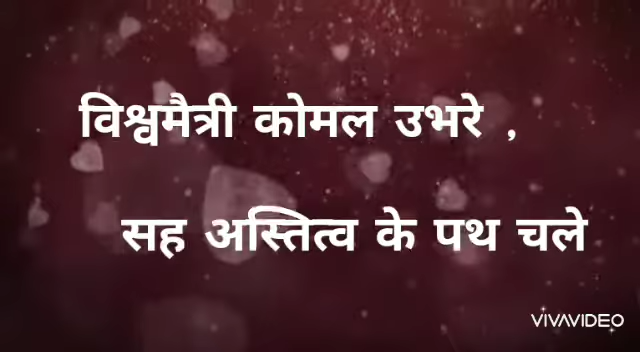 विश्वमैत्री कोमल उभरे ,
सह अस्तित्व के पथ चले
VIVAVIDEO